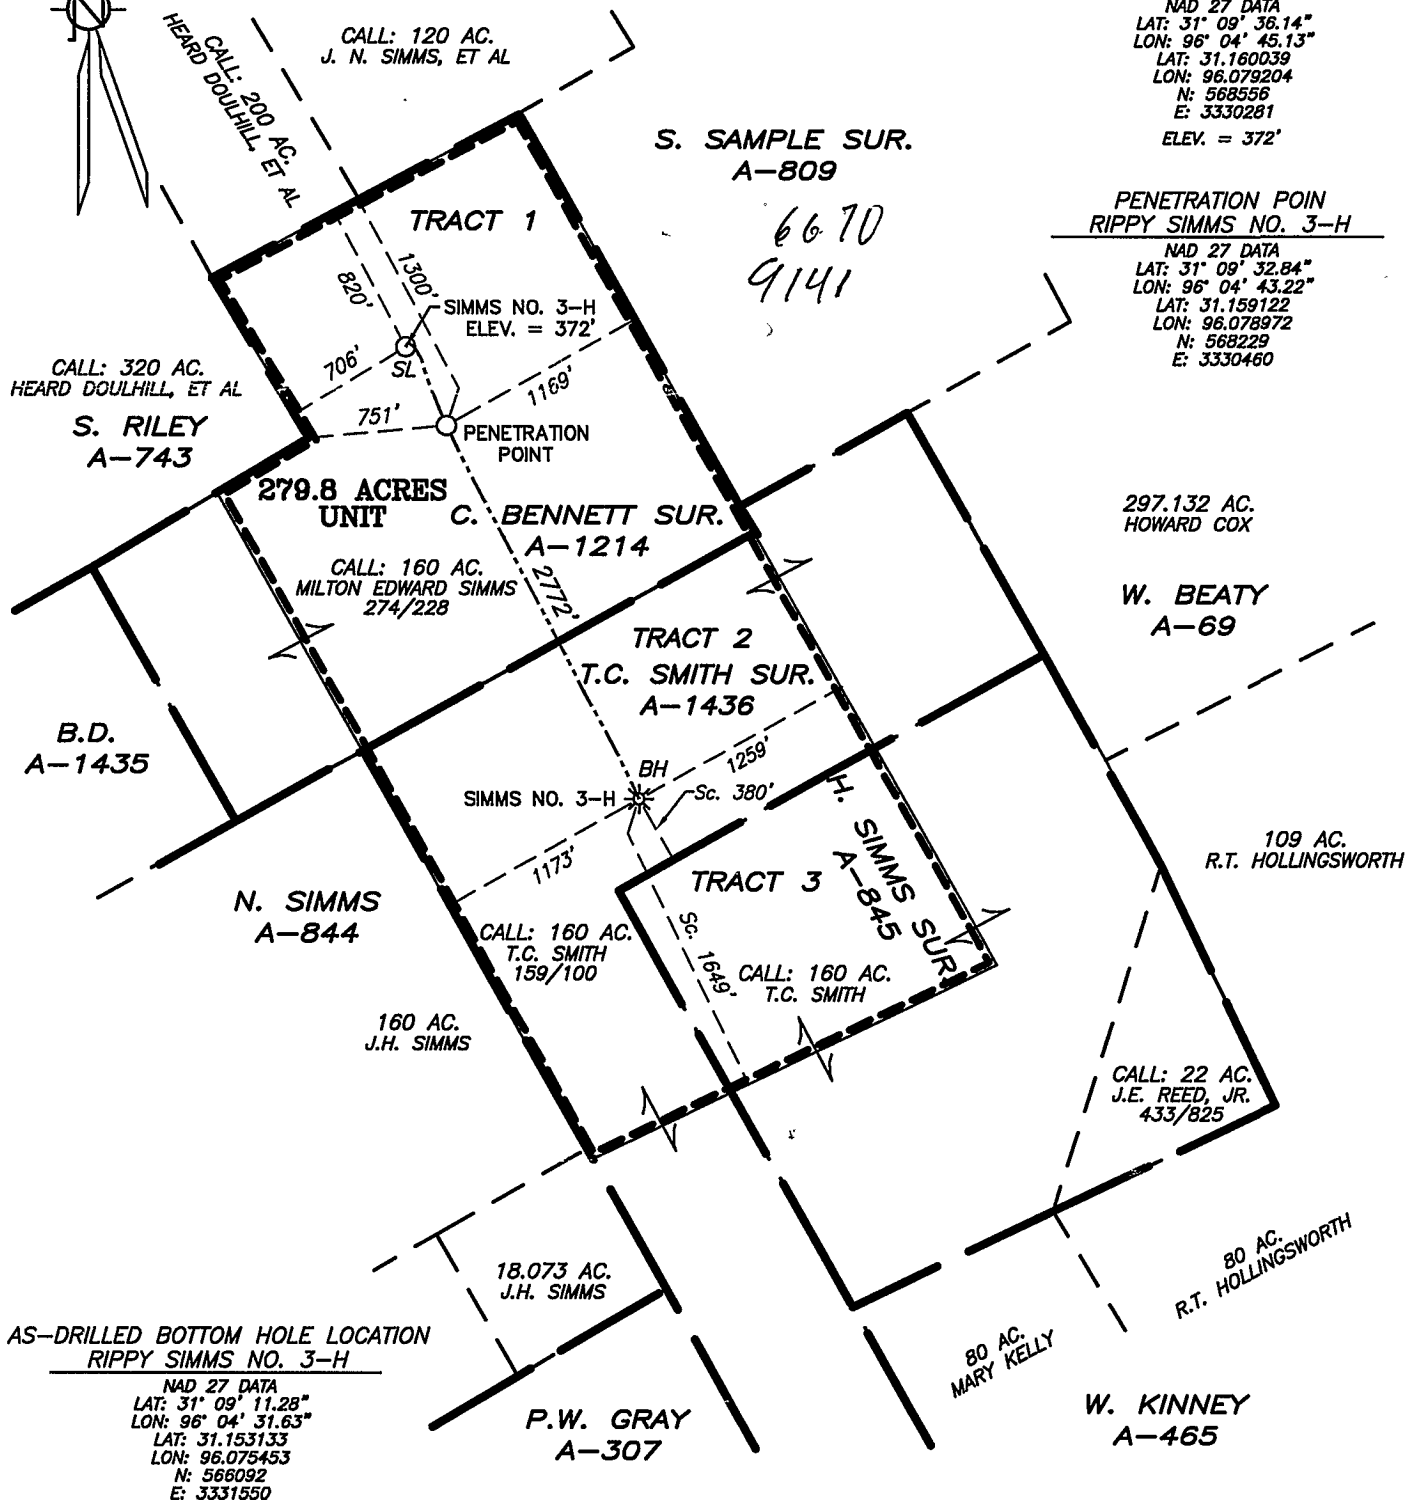 N
CALL: 120 AC.
J. N. SIMMS, ET AL
CALL: 200 AC.
HEARD DOULHILL, ET AL
NAD 27 DATA
LAT: 31° 09' 36.14"
LON: 96° 04' 45.13"
LAT: 31.160039
LON: 96.079204
N: 568556
E: 3330281
ELEV. = 372'
S. SAMPLE SUR.
A-809
6670
9141
PENETRATION POIN
RIPPY SIMMS NO. 3-H
NAD 27 DATA
LAT: 31° 09' 32.84"
LON: 96° 04' 43.22"
LAT: 31.159122
LON: 96.078972
N: 568229
E: 3330460
TRACT 1
820'
1300'
SIMMS NO. 3-H
ELEV. = 372'
706'
SL
1169'
751'
PENETRATION
POINT
CALL: 320 AC.
HEARD DOULHILL, ET AL
S. RILEY
A-743
279.8 ACRES
UNIT
C. BENNETT SUR.
A-1214
CALL: 160 AC.
MILTON EDWARD SIMMS
274/228
2772'
297.132 AC.
HOWARD COX
W. BEATY
A-69
TRACT 2
T.C. SMITH SUR.
A-1436
B.D.
A-1435
BH
1259'
SIMMS NO. 3-H
Sc. 380'
1173'
H. SIMMS SUR.
A-845
109 AC.
R.T. HOLLINGSWORTH
TRACT 3
N. SIMMS
A-844
CALL: 160 AC.
T.C. SMITH
159/100
Sc. 1649'
CALL: 160 AC.
T.C. SMITH
160 AC.
J.H. SIMMS
CALL: 22 AC.
J.E. REED, JR.
433/825
18.073 AC.
J.H. SIMMS
80 AC.
R.T. HOLLINGSWORTH
80 AC.
MARY KELLY
AS-DRILLED BOTTOM HOLE LOCATION
RIPPY SIMMS NO. 3-H
NAD 27 DATA
LAT: 31° 09' 11.28"
LON: 96° 04' 31.63"
LAT: 31.153133
LON: 96.075453
N: 566092
E: 3331550
P.W. GRAY
A-307
W. KINNEY
A-465